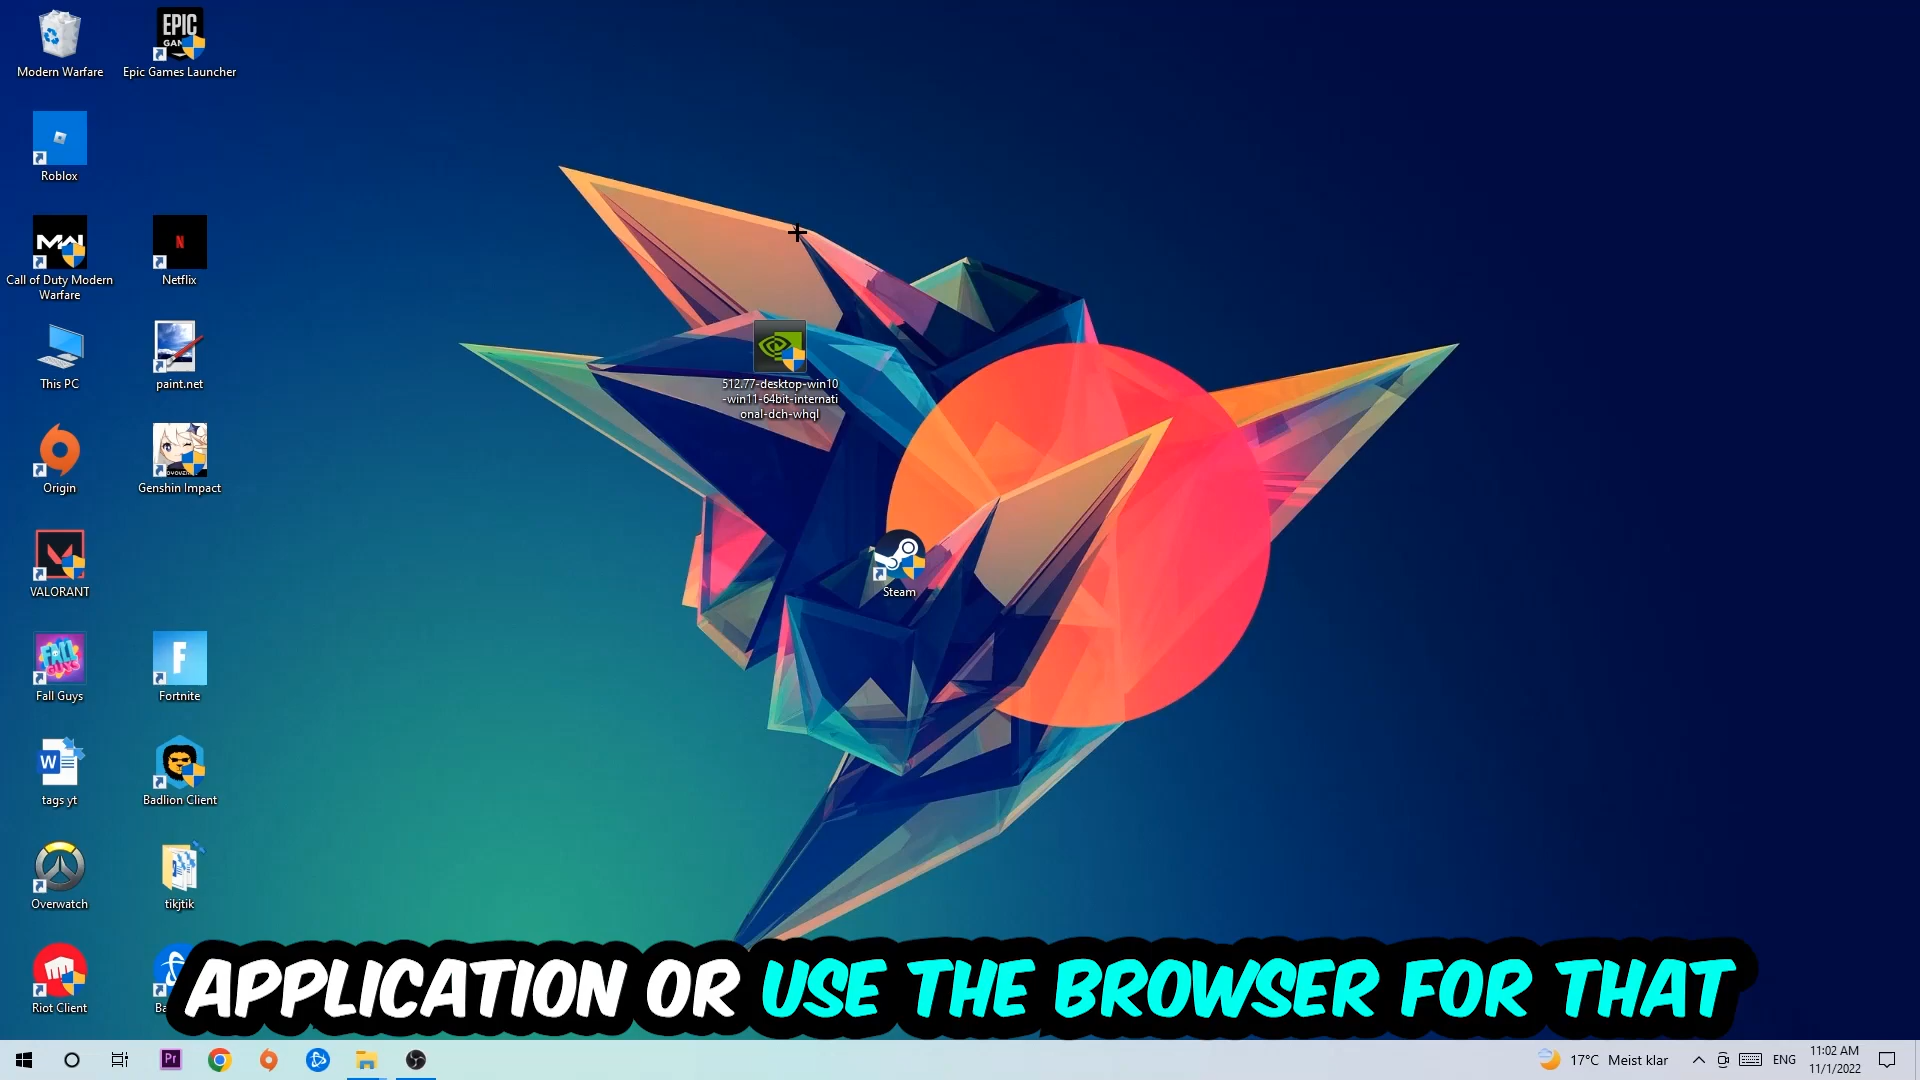 Modern Warfare
EPIC
Epic Games Launcher
Roblox
Call of Duty Modern
Warfare
N
Netflix
This PC
paint.net
Origin
Genshin Impact
VALORANT
FALL
Fall Guys
F
Fortnite
W
tags yt
Badlion Client
Overwatch
tikjtik
Riot Client
512.77-desktop-win10
-win11-64bit-internati
onal-dch-whql
Steam
APPLICATION OR USE THE BROWSER FOR THAT
Pr
17°C Meist klar
ENG
11:02 AM
11/1/2022